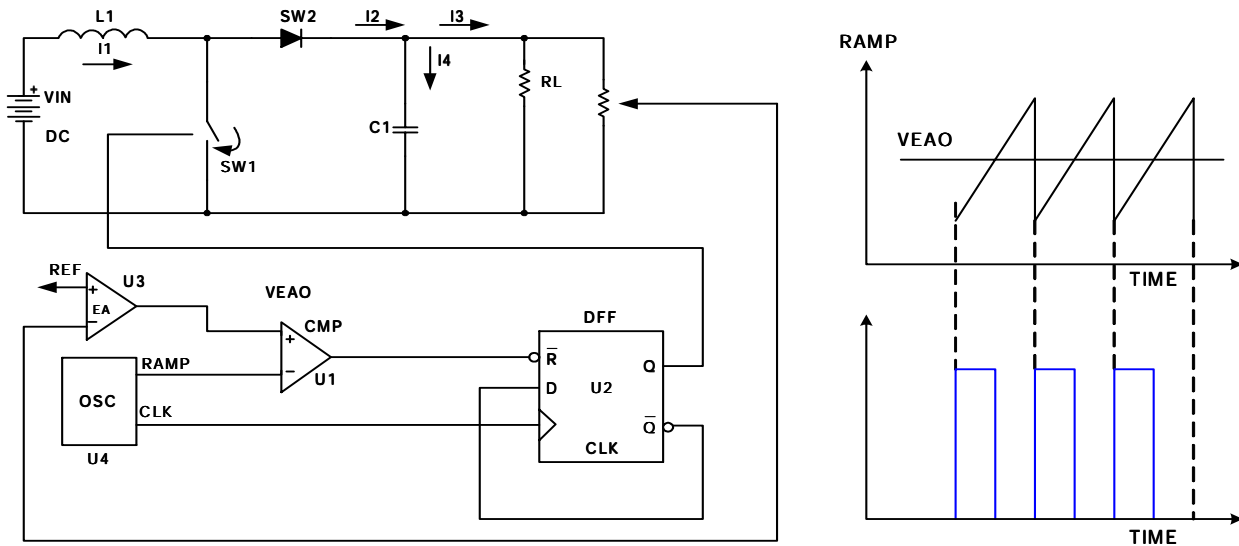 L1
SW2
I2
I3
I1
I4
+
VIN
DC
C1
RL
SW1
REF
U3
+
EA
−
VEAO
CMP
+
−
U1
RAMP
OSC
CLK
U4
DFF
R̅
D
U2
Q
Q̅
CLK
RAMP
VEAO
TIME
TIME